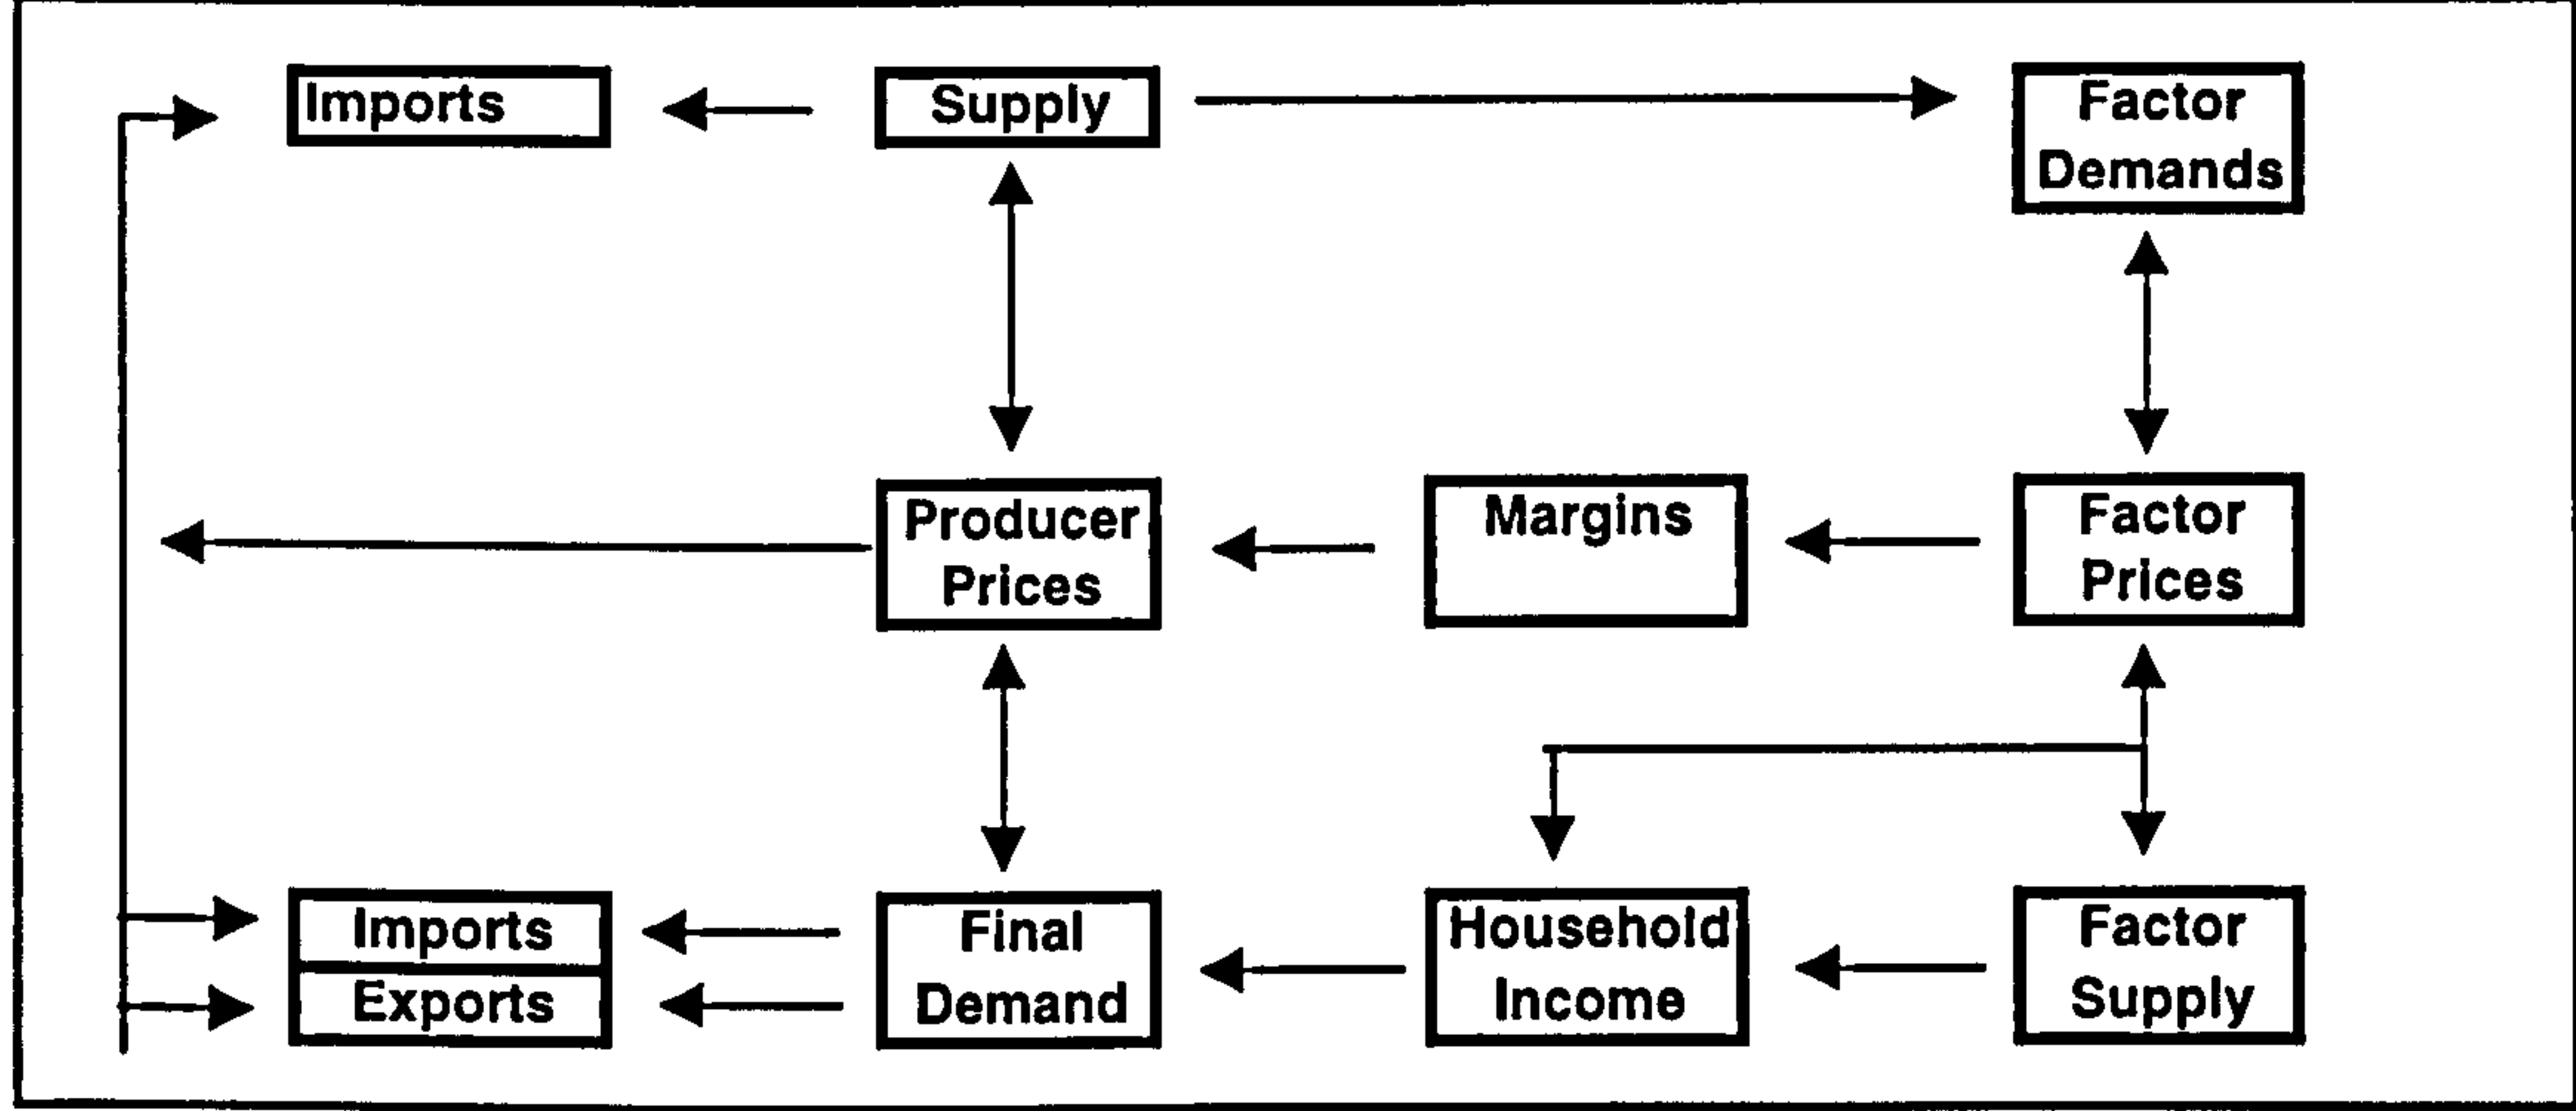 Imports
Supply
Factor
Demands
Producer
Prices
Margins
Factor
Prices
Imports
Exports
Final
Demand
Household
Income
Factor
Supply